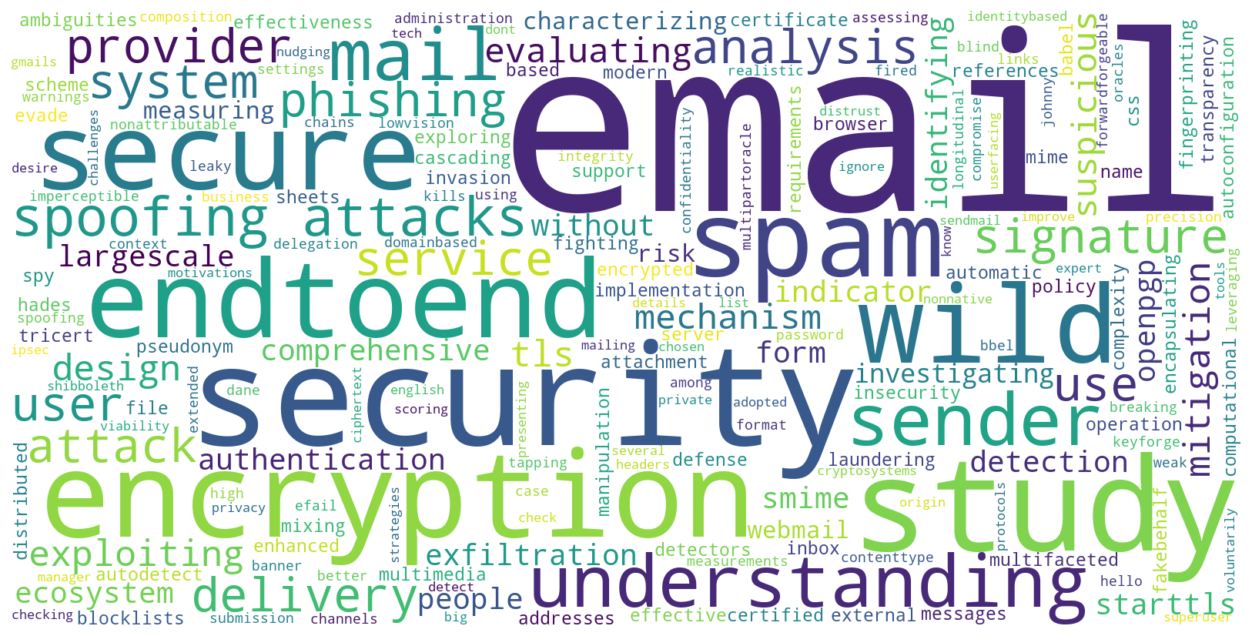 ambiguities
composition
effectiveness
administration
characterizing
certificate
assessing
identitybased
gmails
provider
nudging
mail
tech
dont
email
evaluating
analysis
identifying
blind
links
babel
suspicious
fingerprinting
transparency
autoconfiguration
scheme
warnings
evade
system
settings
based
modern
realistic
fired
references
oracles
forwardforgeable
css
measuring
phishing
requirements
distrust
browser
longitudinal
compromise
johnny
nonattributable
chains
lowvision
exploring
userfacing
mime
name
secure
challenges
desire
leaky
cascading
integrity
support
confidentiality
multipartoracle
ignore
invasion
imperceptible
business
sheets
kills
using
sendmail
improve
precision
spoofing
attacks
without
spam
know
signature
context
delegation
domainbased
fighting
largescale
service
risk
encrypted
motivations
spy
endtoend
implementation
indicator
automatic
policy
expert
tools
leveraging
details
list
nonnative
wild
complexity
openpgp
encapsulating
mitigation
hades
spoofing
tricert
mechanism
server
password
ipsec
pseudonym
comprehensive
tls
mailing
chosen
form
bbel
design
shibboleth
attachment
investigating
use
computational
user
file
viability
extended
dane
ciphertext
english
scoring
security
among
private
adopted
format
insecurity
sender
breaking
operation
keyforge
attack
authentication
presenting
several
headers
manipulation
defense
laundering
cryptosystems
detection
weak
tapping
distributed
encryption
high
privacy
efail
mixing
strategies
case
check
smime
webmail
origin
study
protocols
voluntarily
exploiting
enhanced
exfiltration
detectors
measurements
inbox
contenttype
multifaceted
fakebehalf
manager
autodetect
banner
better
multimedia
detect
understanding
hello
ecosystem
delivery
people
starttls
checking
blocklists
submission
channels
big
addresses
effective
certified
external
messages
superuser